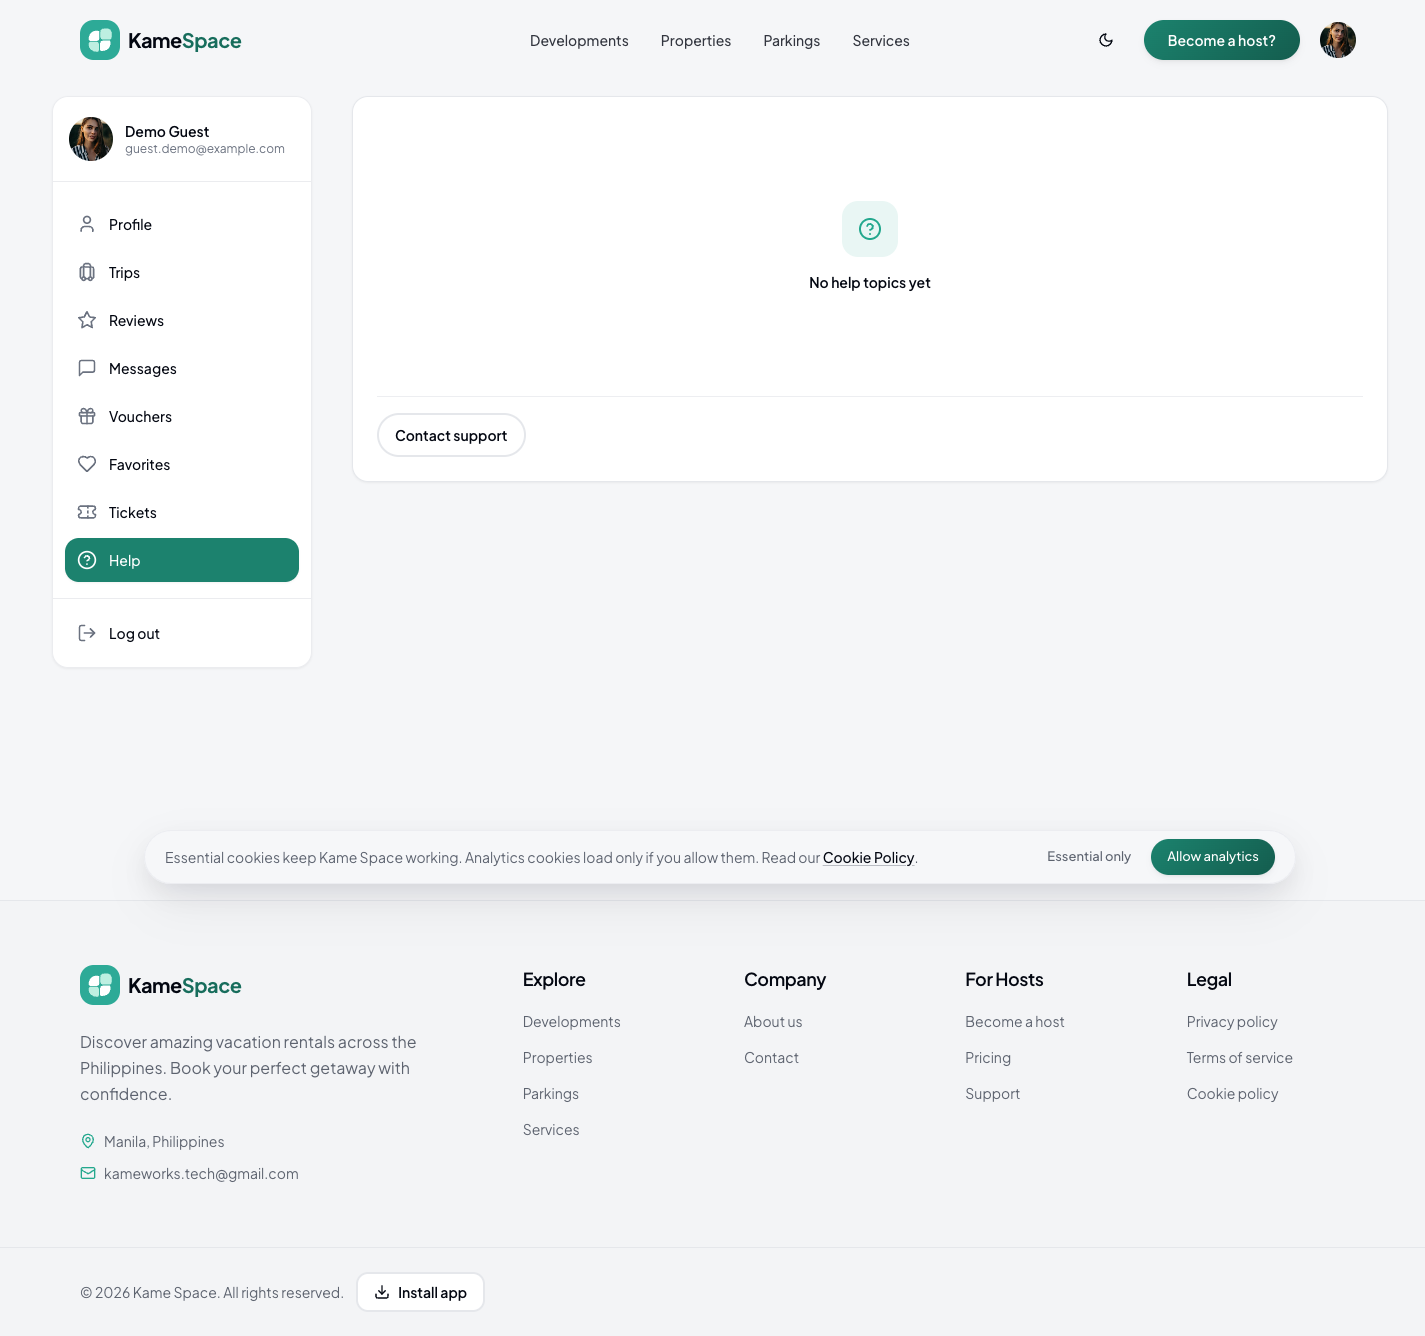 KameSpace
Developments
Properties
Parkings
Services
Become a host?
Demo Guest
guest.demo@example.com
Profile
Trips
Reviews
Messages
Vouchers
Favorites
Tickets
Help
Log out
No help topics yet
Contact support
Essential cookies keep Kame Space working. Analytics cookies load only if you allow them. Read our Cookie Policy.
Essential only
Allow analytics
KameSpace
Discover amazing vacation rentals across the
Philippines. Book your perfect getaway with
confidence.
Manila, Philippines
kameworks.tech@gmail.com
Explore
Developments
Properties
Parkings
Services
Company
About us
Contact
For Hosts
Become a host
Pricing
Support
Legal
Privacy policy
Terms of service
Cookie policy
© 2026 Kame Space. All rights reserved.
Install app